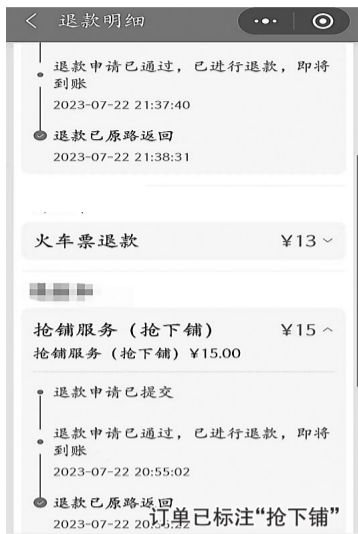 退款明细
退款申请已通过，已进行退款，即将
到账
2023-07-22 21:37:40
退款已原路返回
2023-07-22 21:38:31
火车票退款 ¥13
抢铺服务（抢下铺） ¥15
抢铺服务（抢下铺）¥15.00
退款申请已提交
退款申请已通过，已进行退款，即将
到账
2023-07-22 20:55:02
退款已原路返回
2023-07-22
订单已标注“抢下铺”